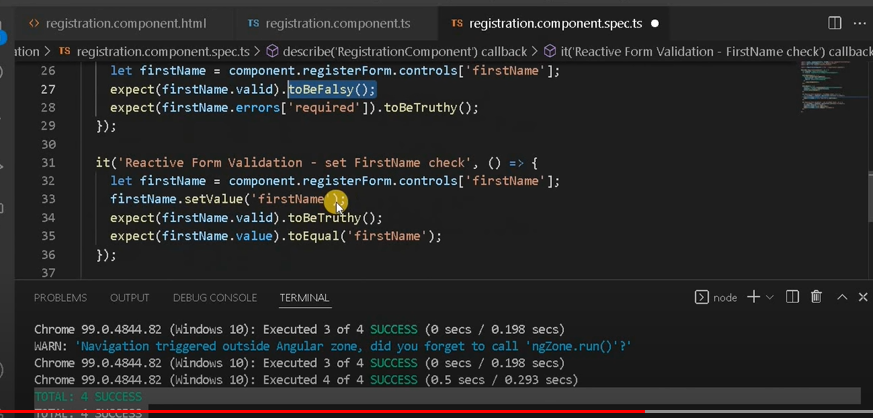 registration.component.html TS registration.component.ts TS registration.component.spec.ts
ation > TS registration.component.spec.ts > describe('RegistrationComponent') callback > it('Reactive Form Validation - FirstName check') callback
26 let firstName = component.registerForm.controls['firstName'];
27 expect(firstName.valid).toBeFalsy();
28 expect(firstName.errors['required']).toBeTruthy();
29 });
30
31 it('Reactive Form Validation - set FirstName check', () => {
32 let firstName = component.registerForm.controls['firstName'];
33 firstName.setValue('firstName');
34 expect(firstName.valid).toBeTruthy();
35 expect(firstName.value).toEqual('firstName');
36 });
37
PROBLEMS OUTPUT DEBUG CONSOLE TERMINAL node
Chrome 99.0.4844.82 (Windows 10): Executed 3 of 4 SUCCESS (0 secs / 0.198 secs)
WARN: 'Navigation triggered outside Angular zone, did you forget to call 'ngZone.run()'?'
Chrome 99.0.4844.82 (Windows 10): Executed 3 of 4 SUCCESS (0 secs / 0.198 secs)
Chrome 99.0.4844.82 (Windows 10): Executed 4 of 4 SUCCESS (0.5 secs / 0.293 secs)
TOTAL: 4 SUCCESS
TOTAL: 4 SUCCESS